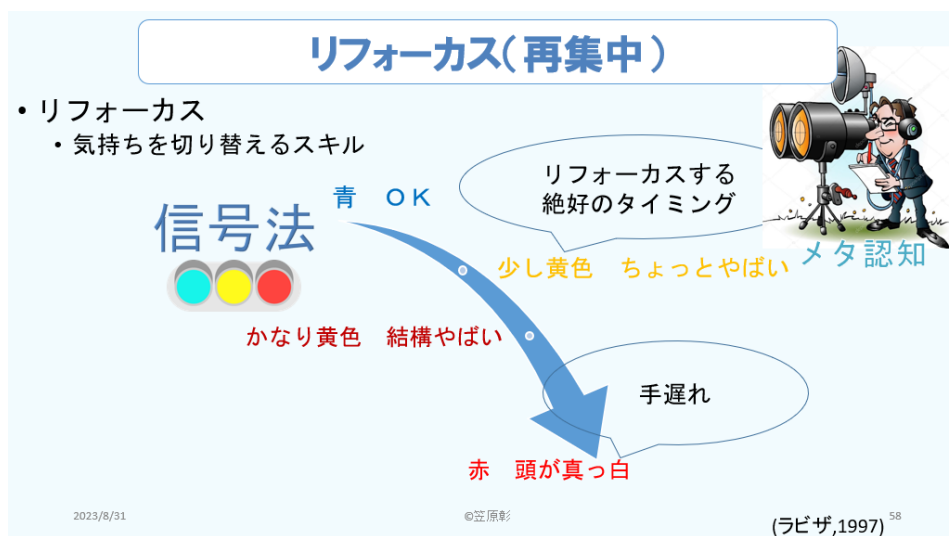 リフォーカス（再集中）
・リフォーカス
・気持ちを切り替えるスキル
リフォーカスする
絶好のタイミング
青　ＯＫ
信号法
少し黄色　ちょっとやばい
メタ認知
かなり黄色　結構やばい
手遅れ
赤　頭が真っ白
2023/8/31
©笠原彰
58
(ラビザ,1997)